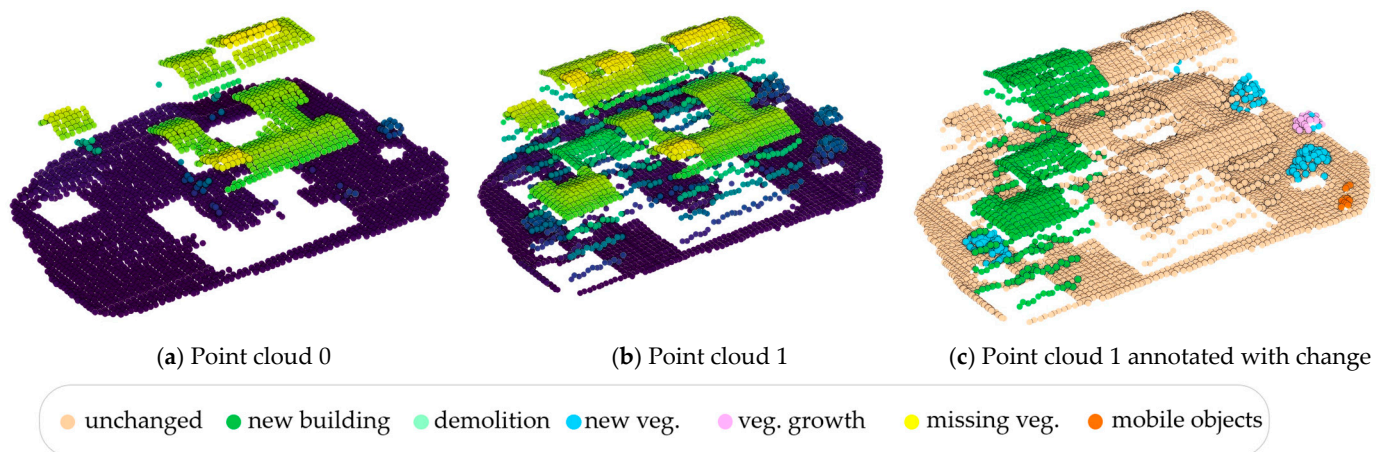 (a) Point cloud 0
(b) Point cloud 1
(c) Point cloud 1 annotated with change
unchanged new building demolition new veg. veg. growth missing veg. mobile objects